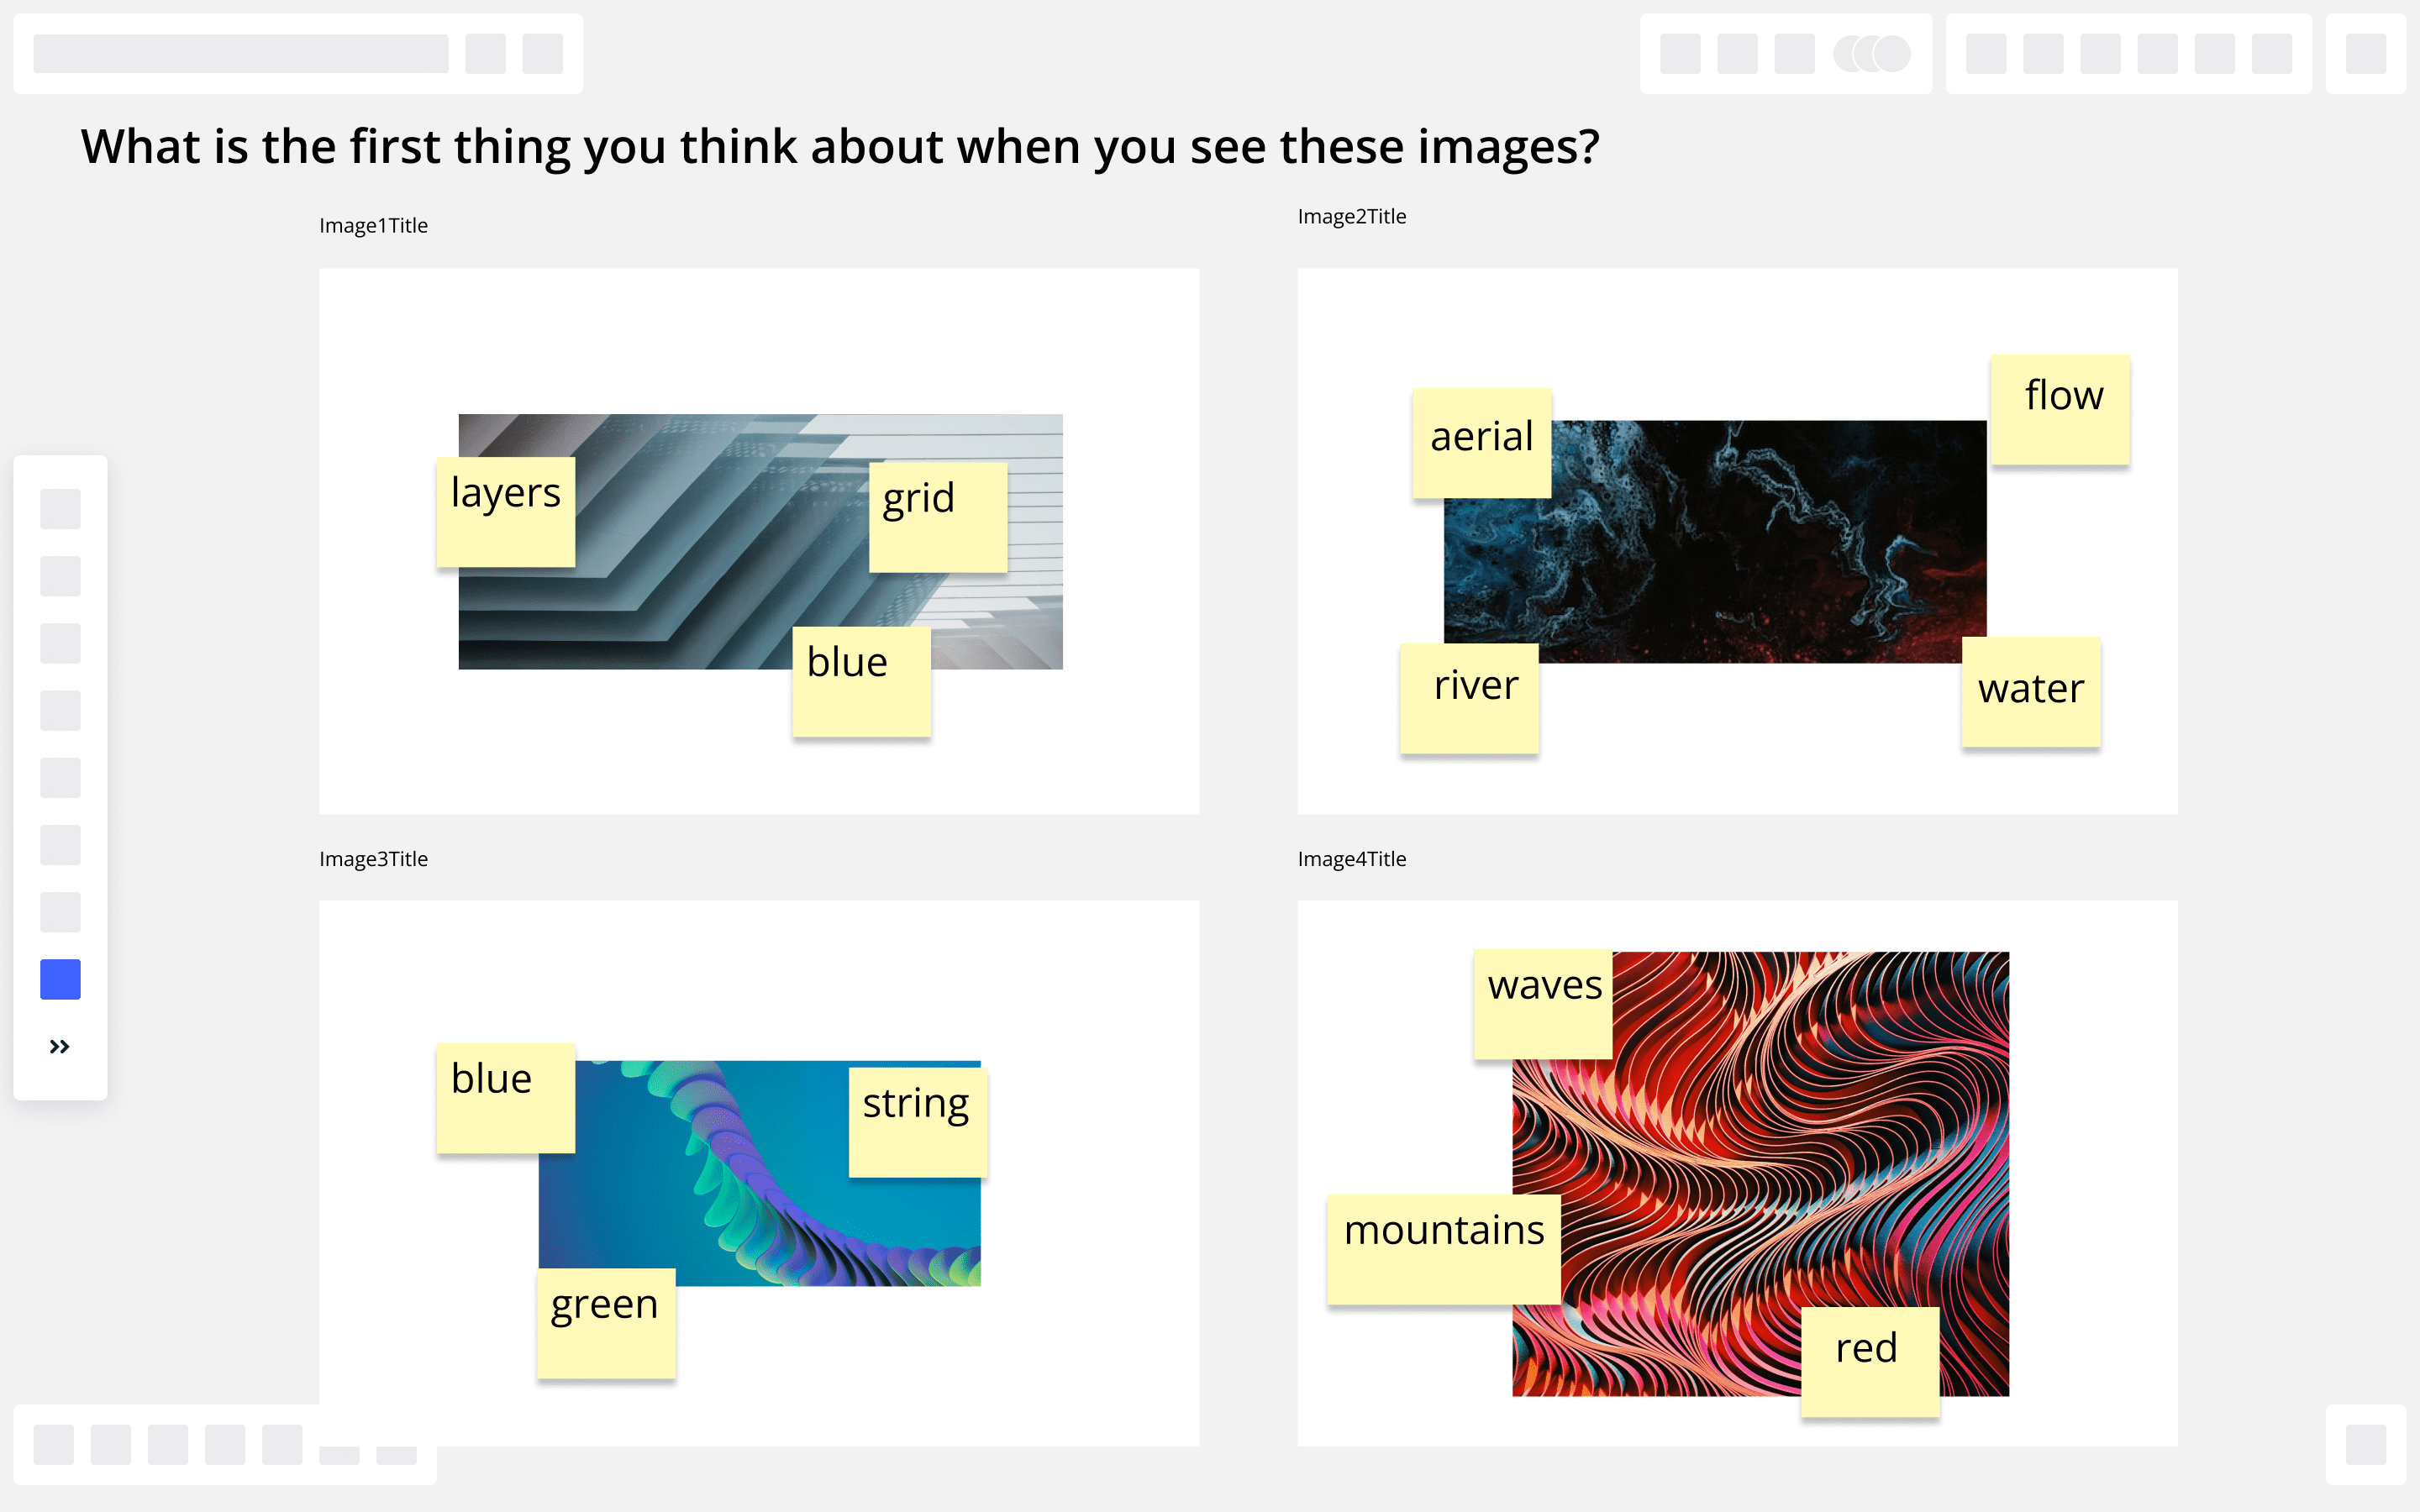 What is the first thing you think about when you see these images?
Image1Title
Image2Title
layers
grid
blue
aerial
flow
river
water
Image3Title
Image4Title
blue
string
green
waves
mountains
red